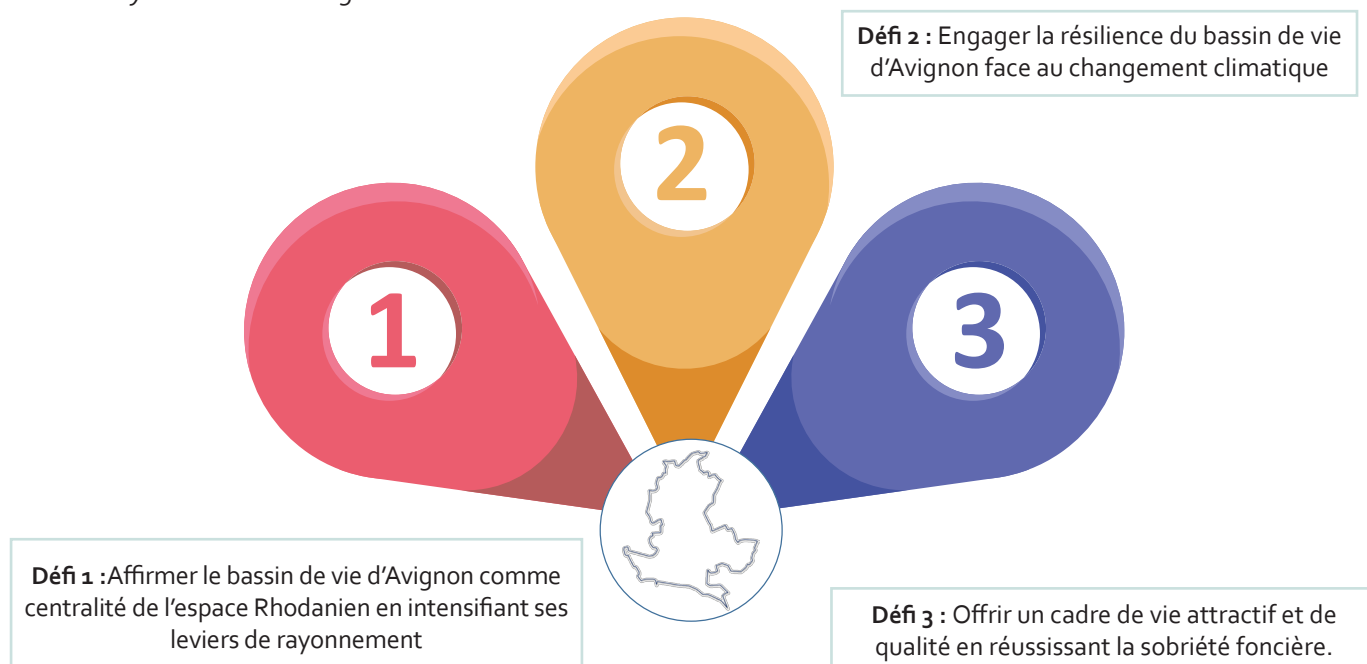 Défi 2 : Engager la résilience du bassin de vie
d'Avignon face au changement climatique
2
1
3
Défi 1 :Affirmer le bassin de vie d'Avignon comme
centralité de l'espace Rhodanien en intensifiant ses
leviers de rayonnement
Défi 3 : Offrir un cadre de vie attractif et de
qualité en réussissant la sobriété foncière.